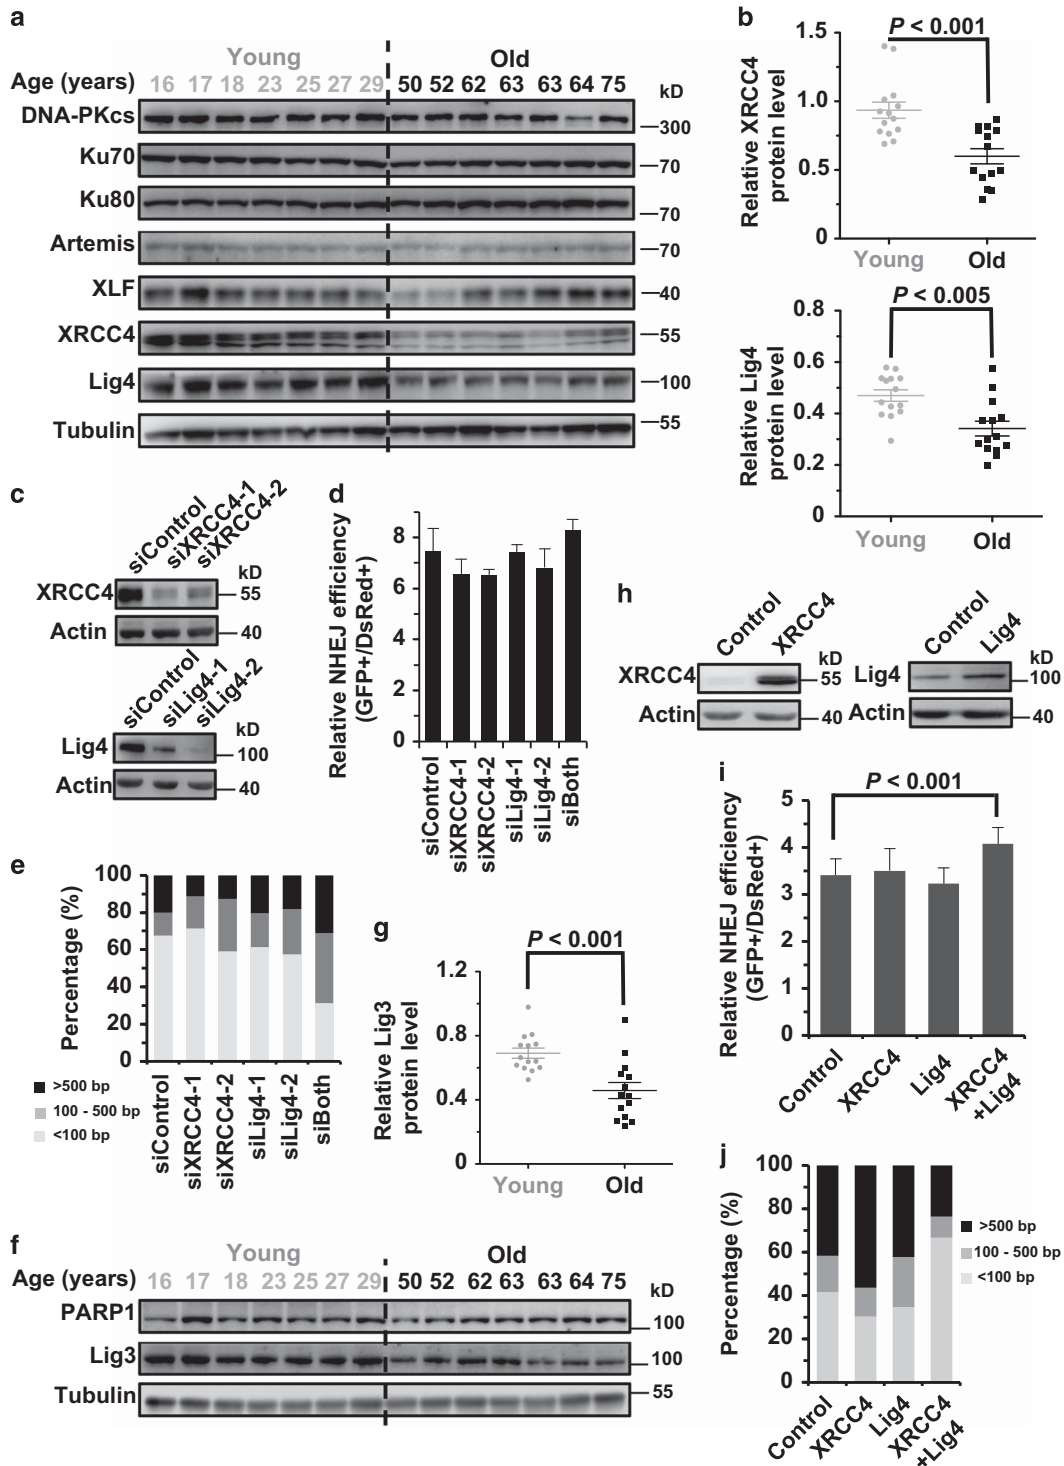 a
Young Old
Age (years) 16 17 18 23 25 27 29 50 52 62 63 63 64 75 kD
DNA-PKcs 300
Ku70 70
Ku80 70
Artemis 70
XLF 40
XRCC4 55
Lig4 100
Tubulin 55
b
P < 0.001
Relative XRCC4
protein level
1.5
1.0
0.5
0
Young Old
P < 0.005
Relative Lig4
protein level
0.8
0.6
0.4
0.2
0
Young Old
c
siControl
siXRCC4-1
siXRCC4-2
kD
XRCC4 55
Actin 40
siControl
siLig4-1
siLig4-2
kD
Lig4 100
Actin 40
d
Relative NHEJ efficiency
(GFP+/DsRed+)
8
6
4
2
0
siControl
siXRCC4-1
siXRCC4-2
siLig4-1
siLig4-2
siBoth
e
Percentage (%)
100
80
60
40
20
0
>500 bp
100 - 500 bp
<100 bp
siControl
siXRCC4-1
siXRCC4-2
siLig4-1
siLig4-2
siBoth
f
Young Old
Age (years) 16 17 18 23 25 27 29 50 52 62 63 63 64 75 kD
PARP1 100
Lig3 100
Tubulin 55
g
P < 0.001
Relative Lig3
protein level
1.2
0.8
0.4
0
Young Old
h
Control
XRCC4
kD
XRCC4 55
Actin 40
Control
Lig4
kD
Lig4 100
Actin 40
i
P < 0.001
Relative NHEJ efficiency
(GFP+/DsRed+)
5
4
3
2
1
0
Control
XRCC4
Lig4
XRCC4
+Lig4
j
Percentage (%)
100
80
60
40
20
0
>500 bp
100 - 500 bp
<100 bp
Control
XRCC4
Lig4
XRCC4
+Lig4